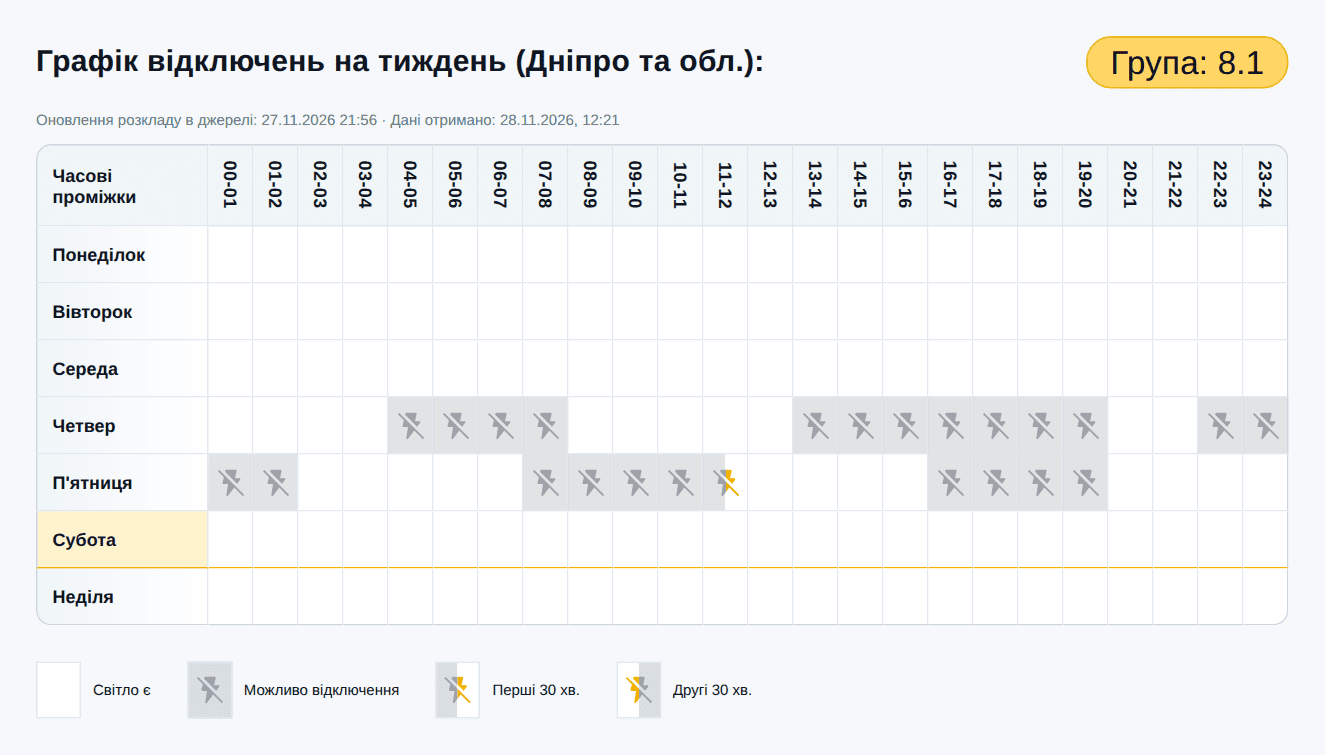 Графік відключень на тиждень (Дніпро та обл.):
Група: 8.1
Оновлення розкладу в джерелі: 27.11.2026 21:56 · Дані отримано: 28.11.2026, 12:21
Часові
проміжки
00-01
01-02
02-03
03-04
04-05
05-06
06-07
07-08
08-09
09-10
10-11
11-12
12-13
13-14
14-15
15-16
16-17
17-18
18-19
19-20
20-21
21-22
22-23
23-24
Понеділок
Вівторок
Середа
Четвер
П'ятниця
Субота
Неділя
Світло є
Можливо відключення
Перші 30 хв.
Другі 30 хв.